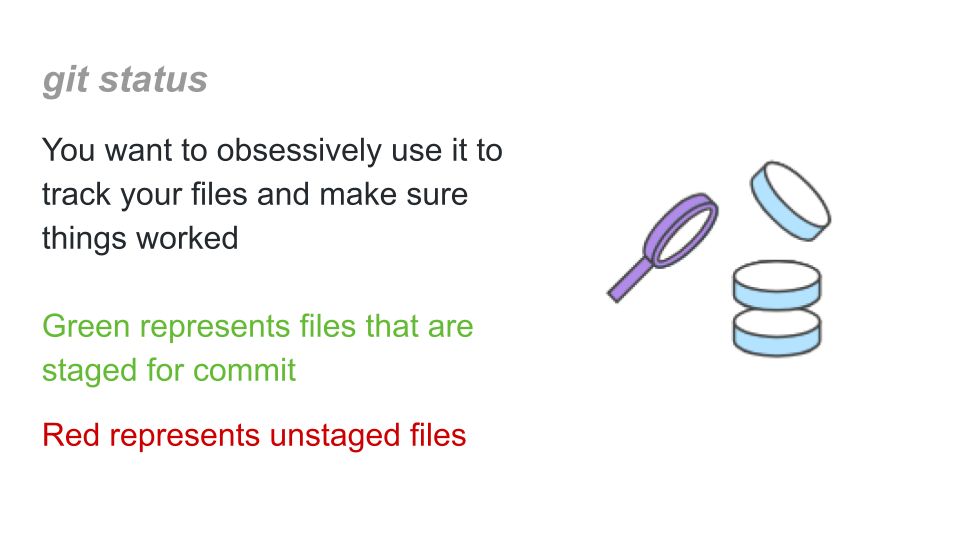 git status
You want to obsessively use it to
track your files and make sure
things worked
Green represents files that are
staged for commit
Red represents unstaged files